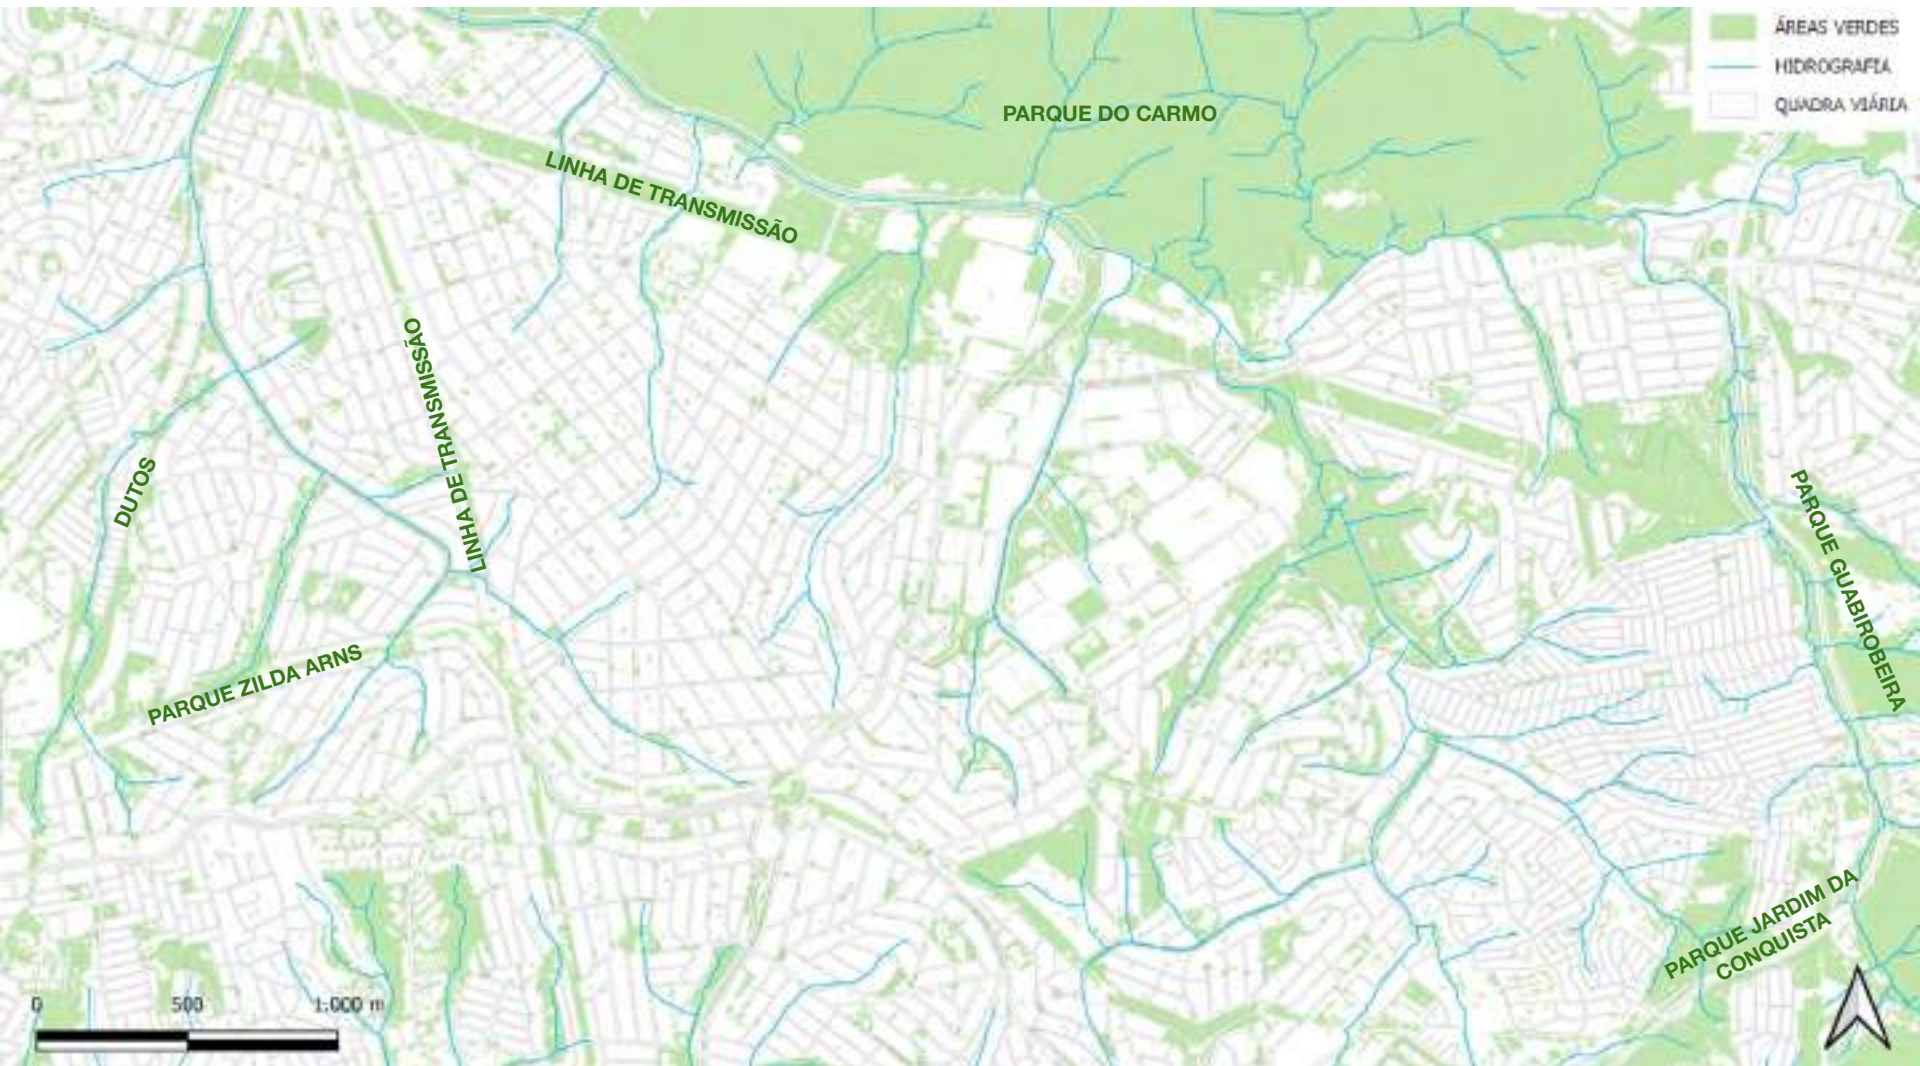 ÁREAS VERDES
HIDROGRAFIA
QUADRA VIÁRIA
PARQUE DO CARMO
LINHA DE TRANSMISSÃO
LINHA DE TRANSMISSÃO
DUTOS
PARQUE GUABIROBEIRA
PARQUE ZILDA ARNS
PARQUE JARDIM DA
CONQUISTA
0 500 1.000 m